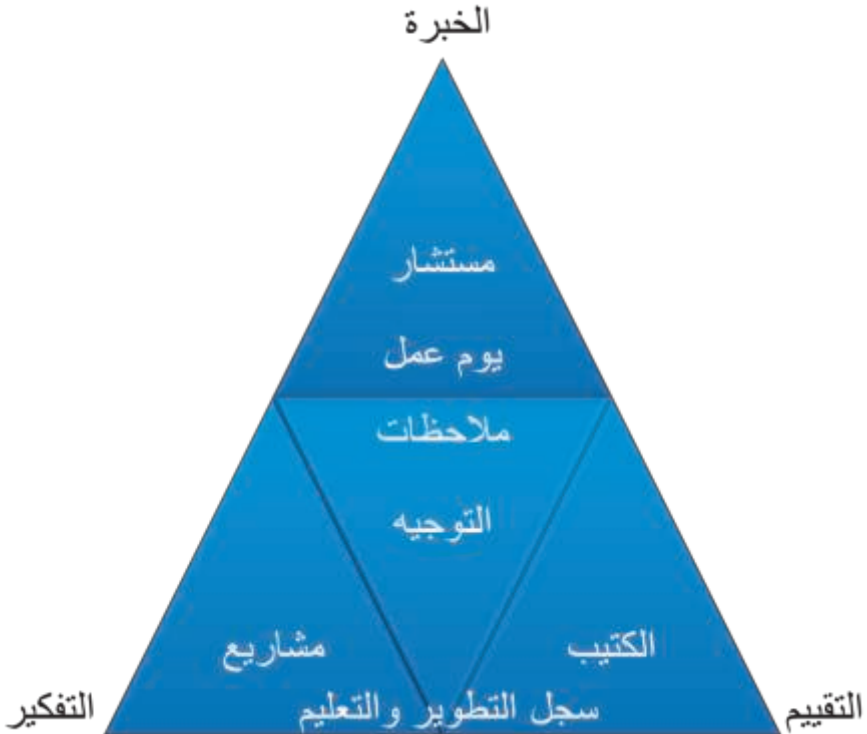 الخبرة
مستشار
يوم عمل
ملاحظات
التوجيه
الكتيب
مشاريع
التقييم
سجل التطوير والتعليم
التفكير